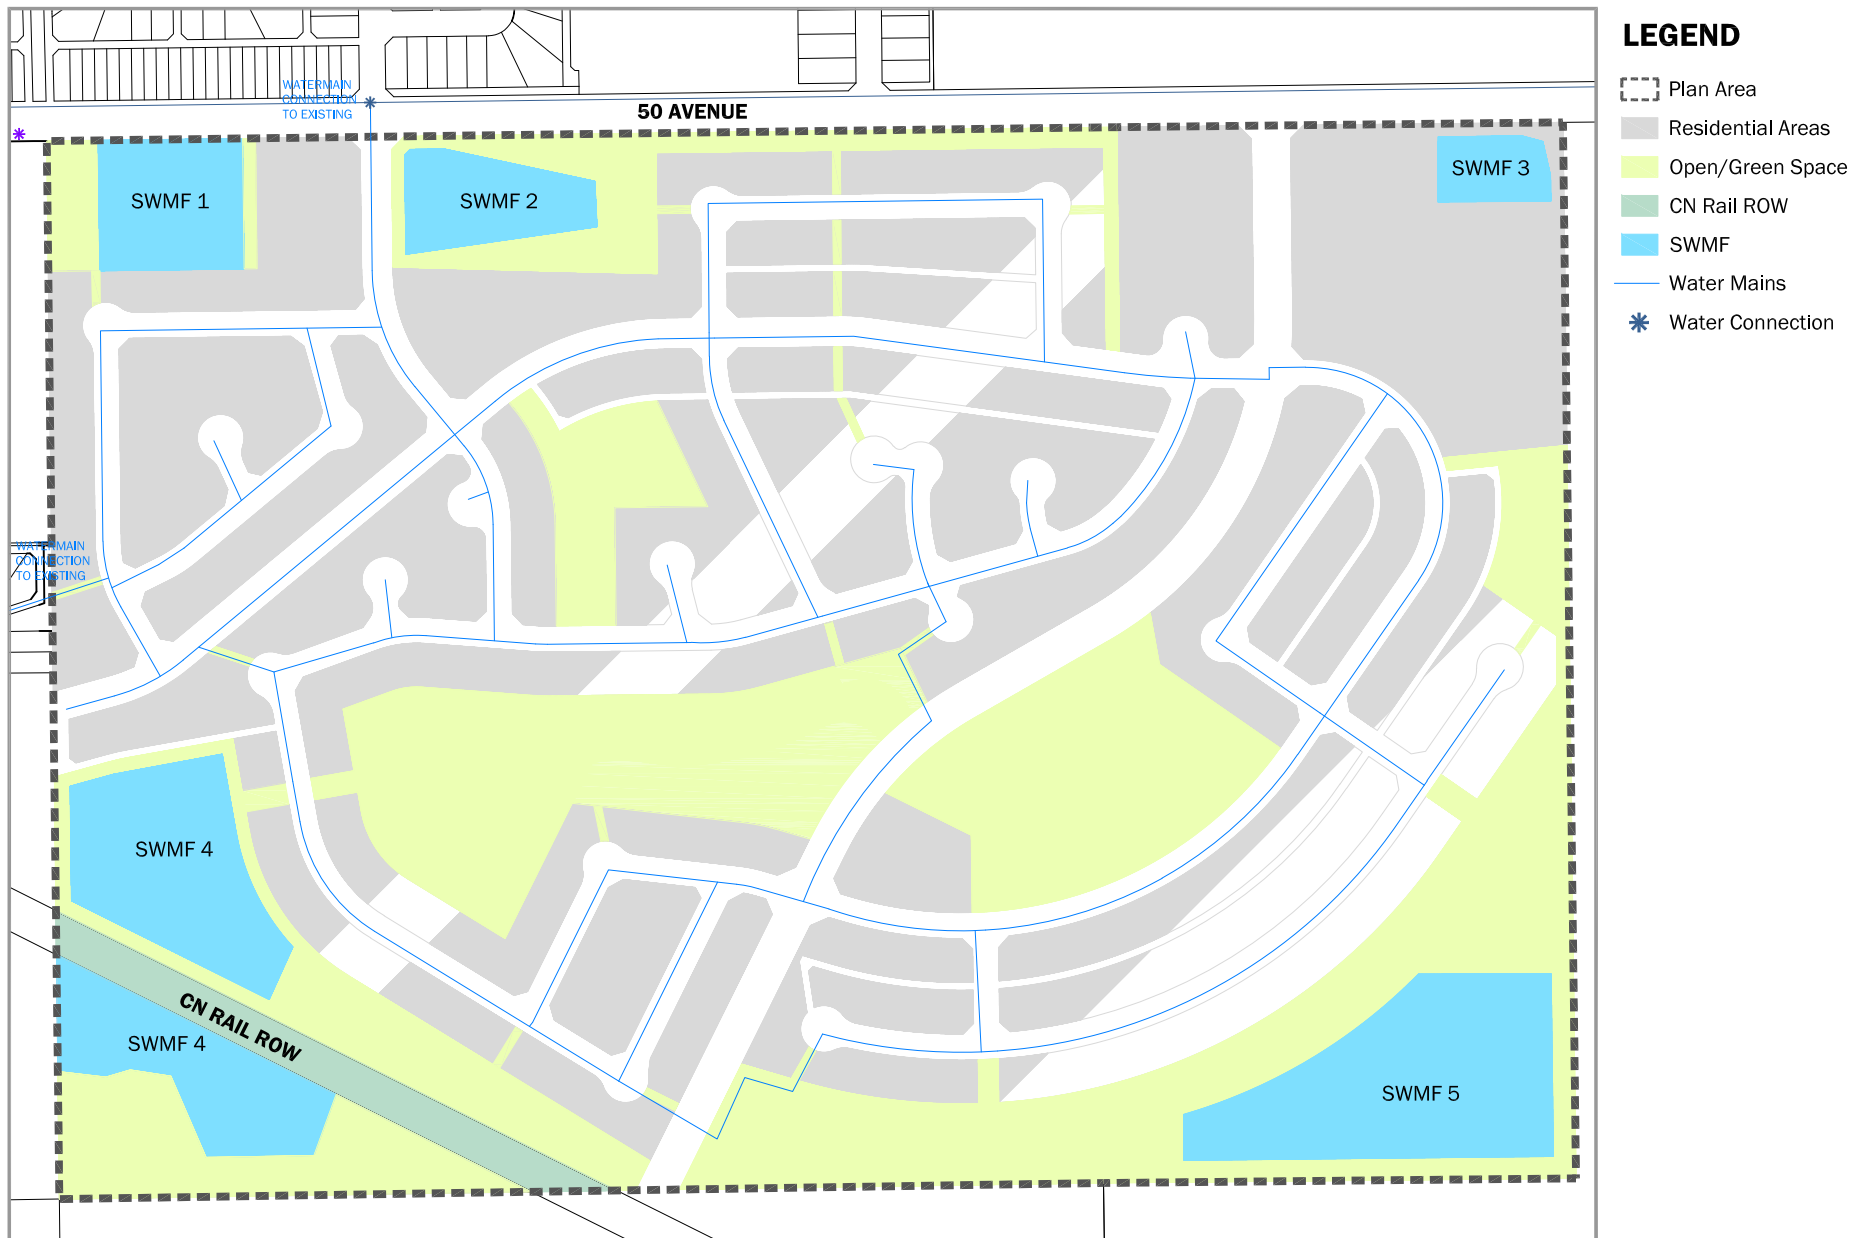 LEGEND
Plan Area
Residential Areas
Open/Green Space
CN Rail ROW
SWMF
Water Mains
Water Connection
WATERMAIN
CONNECTION
TO EXISTING
50 AVENUE
SWMF 1
SWMF 2
SWMF 3
WATERMAIN
CONNECTION
TO EXISTING
SWMF 4
CN RAIL ROW
SWMF 4
SWMF 5